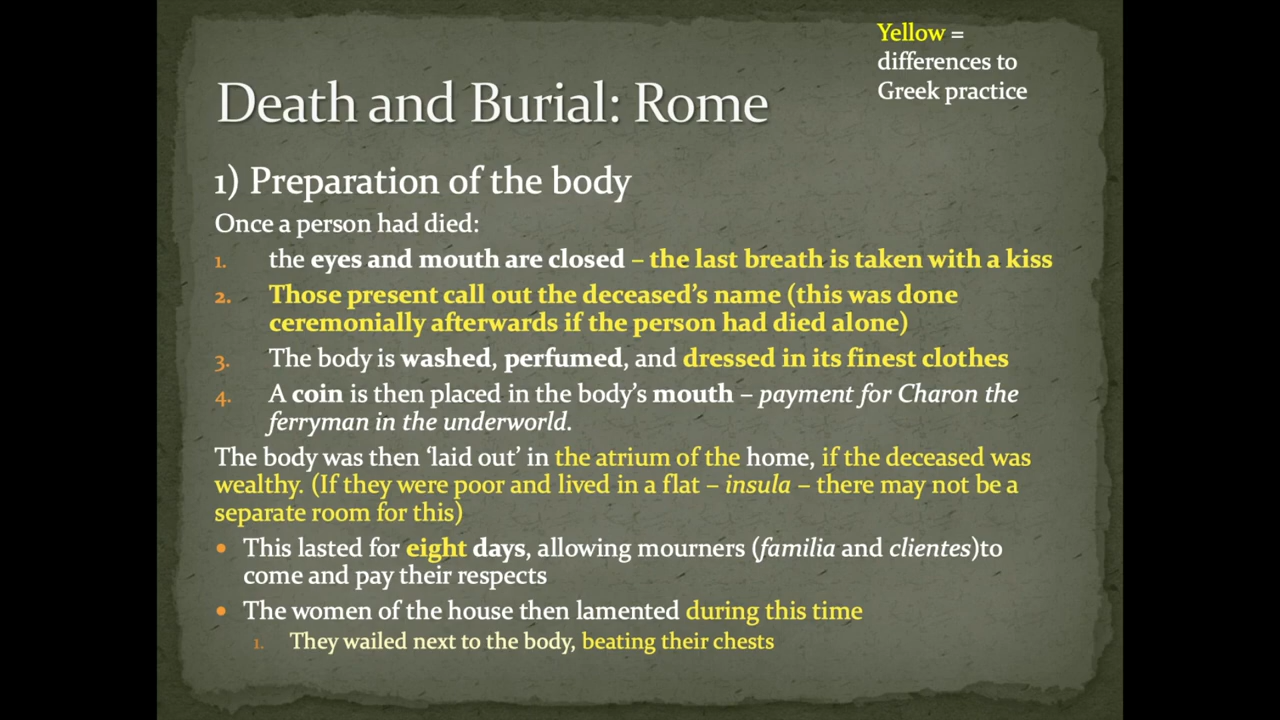 Yellow =
differences to
Greek practice
Death and Burial: Rome
1) Preparation of the body
Once a person had died:
1. the eyes and mouth are closed – the last breath is taken with a kiss
2. Those present call out the deceased's name (this was done
ceremonially afterwards if the person had died alone)
3. The body is washed, perfumed, and dressed in its finest clothes
4. A coin is then placed in the body's mouth – payment for Charon the
ferryman in the underworld.
The body was then 'laid out' in the atrium of the home, if the deceased was
wealthy. (If they were poor and lived in a flat – insula – there may not be a
separate room for this)
• This lasted for eight days, allowing mourners (familia and clientes)to
come and pay their respects
• The women of the house then lamented during this time
1. They wailed next to the body, beating their chests